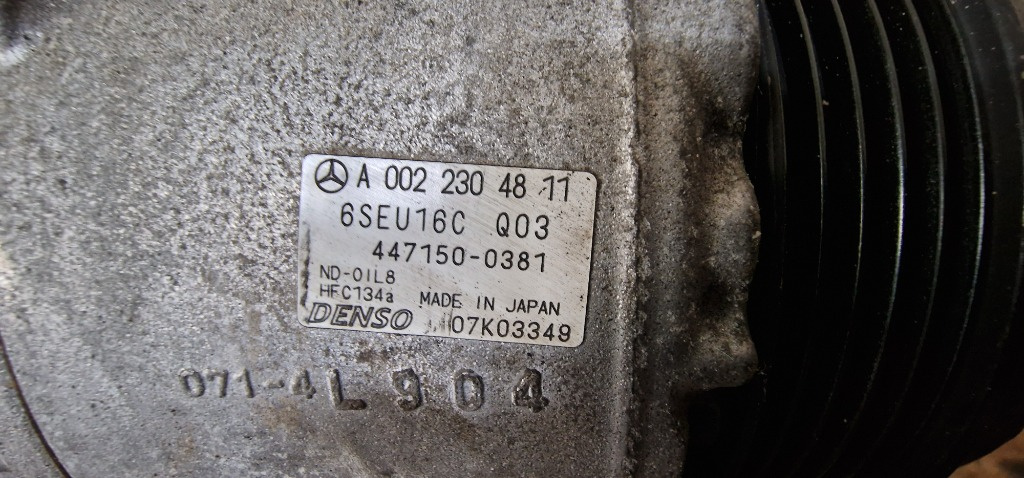 A 002 230 48 11
6SEU16C Q03
447150-0381
ND-OIL8
HFC134a MADE IN JAPAN
DENSO 07K03349
071-4L904